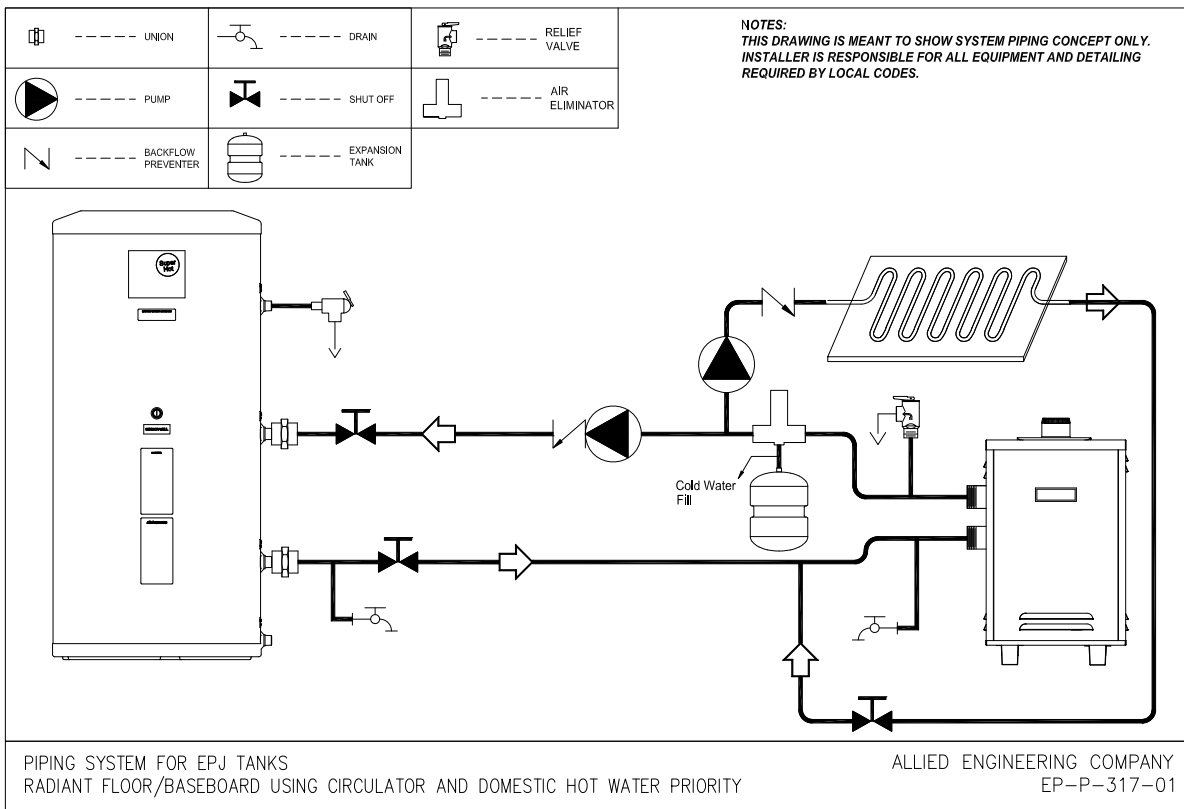 UNION
DRAIN
RELIEF
VALVE
PUMP
SHUT OFF
AIR
ELIMINATOR
BACKFLOW
PREVENTER
EXPANSION
TANK
NOTES:
THIS DRAWING IS MEANT TO SHOW SYSTEM PIPING CONCEPT ONLY.
INSTALLER IS RESPONSIBLE FOR ALL EQUIPMENT AND DETAILING
REQUIRED BY LOCAL CODES.
Super
Hot
Cold Water
Fill
PIPING SYSTEM FOR EPJ TANKS
RADIANT FLOOR/BASEBOARD USING CIRCULATOR AND DOMESTIC HOT WATER PRIORITY
ALLIED ENGINEERING COMPANY
EP-P-317-01